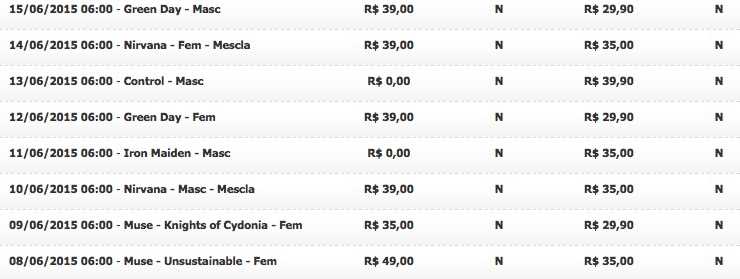 15/06/2015 06:00 - Green Day - Masc R$ 39,00 N R$ 29,90 N
14/06/2015 06:00 - Nirvana - Fem - Mescla R$ 39,00 N R$ 35,00 N
13/06/2015 06:00 - Control - Masc R$ 0,00 N R$ 39,90 N
12/06/2015 06:00 - Green Day - Fem R$ 39,00 N R$ 29,90 N
11/06/2015 06:00 - Iron Maiden - Masc R$ 0,00 N R$ 35,00 N
10/06/2015 06:00 - Nirvana - Masc - Mescla R$ 39,00 N R$ 35,00 N
09/06/2015 06:00 - Muse - Knights of Cydonia - Fem R$ 35,00 N R$ 29,90 N
08/06/2015 06:00 - Muse - Unsustainable - Fem R$ 49,00 N R$ 35,00 N